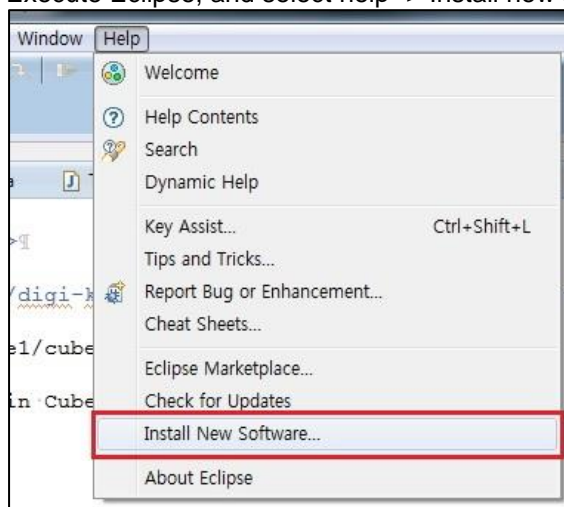 Execute Eclipse, and select help -> install new
Window Help
Welcome
Help Contents
Search
Dynamic Help
Key Assist... Ctrl+Shift+L
Tips and Tricks...
/digi-
Report Bug or Enhancement...
Cheat Sheets...
e1/cube
Eclipse Marketplace...
in Cube
Check for Updates
Install New Software...
About Eclipse